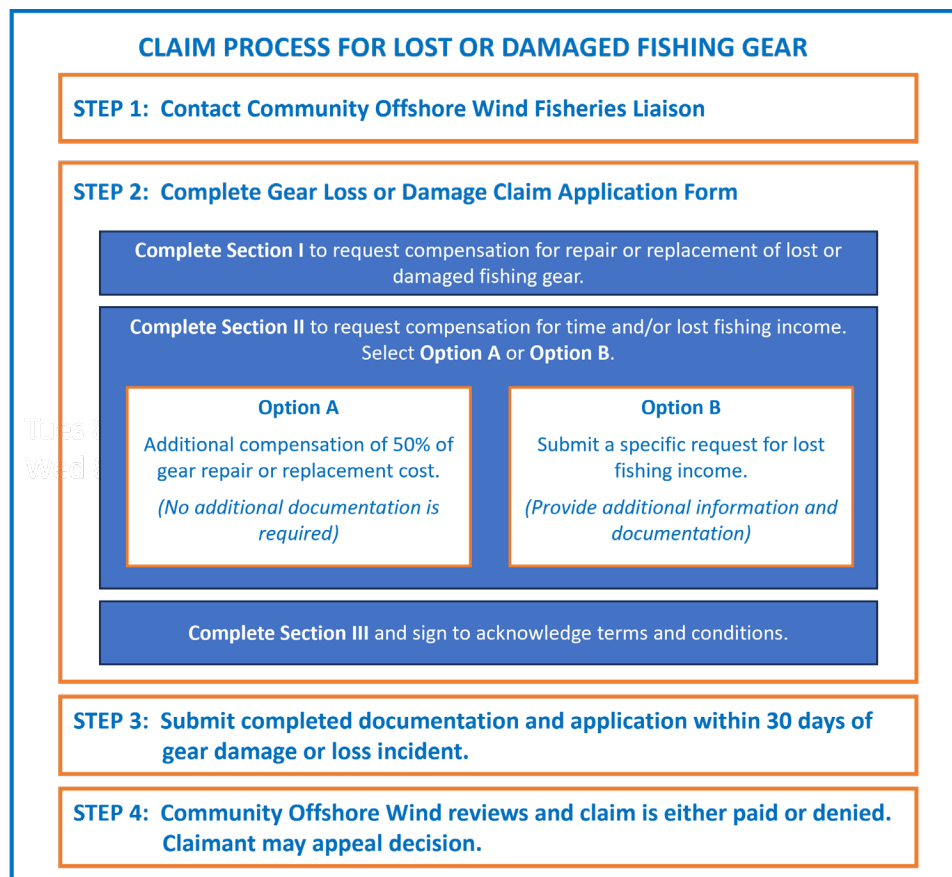 CLAIM PROCESS FOR LOST OR DAMAGED FISHING GEAR
STEP 1: Contact Community Offshore Wind Fisheries Liaison
STEP 2: Complete Gear Loss or Damage Claim Application Form
Complete Section I to request compensation for repair or replacement of lost or
damaged fishing gear.
Complete Section II to request compensation for time and/or lost fishing income.
Select Option A or Option B.
Option A
Additional compensation of 50% of
gear repair or replacement cost.
(No additional documentation is
required)
Option B
Submit a specific request for lost
fishing income.
(Provide additional information and
documentation)
Tues
Wed
Complete Section III and sign to acknowledge terms and conditions.
STEP 3: Submit completed documentation and application within 30 days of
gear damage or loss incident.
STEP 4: Community Offshore Wind reviews and claim is either paid or denied.
Claimant may appeal decision.